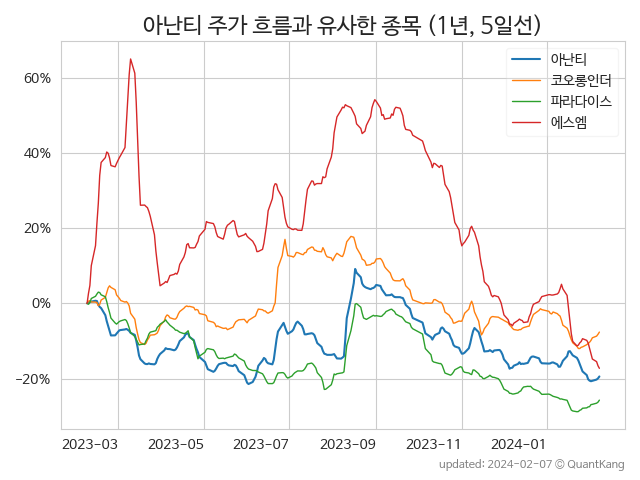 아난티 주가 흐름과 유사한 종목 (1년, 5일선)
아난티
코오롱인더
파라다이스
에스엠
60%
40%
20%
0%
−20%
2023-03 2023-05 2023-07 2023-09 2023-11 2024-01
updated: 2024-02-07 © QuantKang